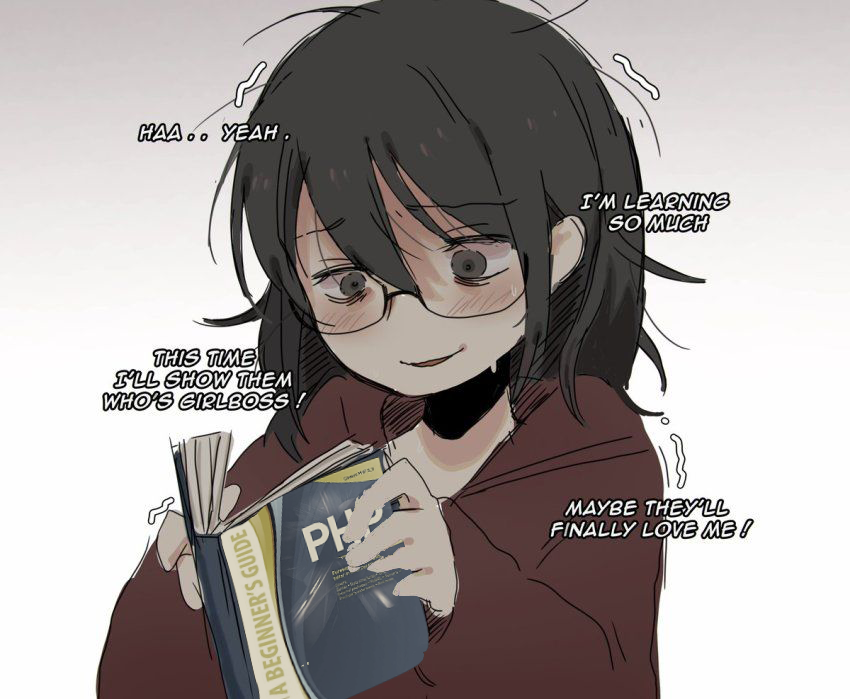 HAA . . YEAH .
I'M LEARNING
SO MUCH
THIS TIME
I'LL SHOW THEM
WHO'S GIRLBOSS !
MAYBE THEY'LL
FINALLY LOVE ME !
PHP
A BEGINNER'S GUIDE